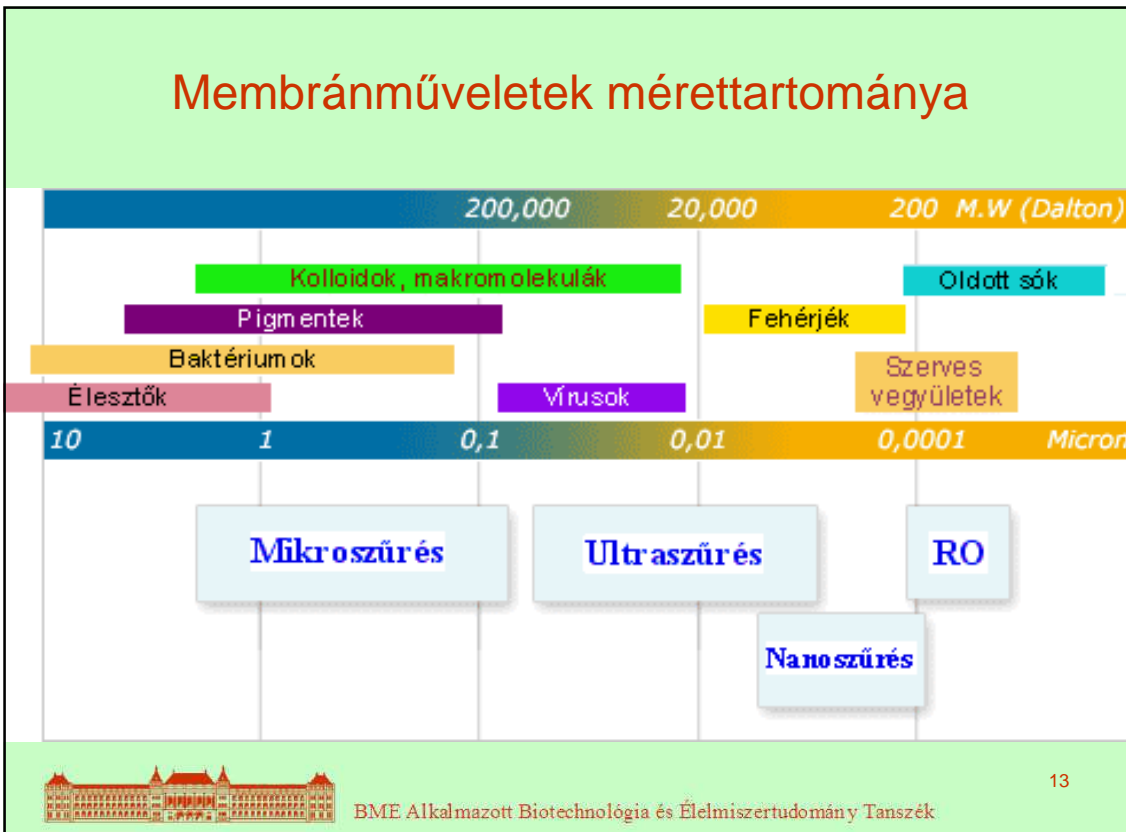 Membránműveletek mérettartománya
200,000 20,000 200 M.W (Dalton)
Kolloidok, makromolekulák Oldott sók
Pigmentek Fehérjék
Baktériumok Szerves
vegyületek
Élesztők Vírusok
10 1 0,1 0,01 0,0001 Micron
Mikroszűrés Ultraszűrés RO
Nanoszűrés
13
BME Alkalmazott Biotechnológia és Élelmiszertudomány Tanszék